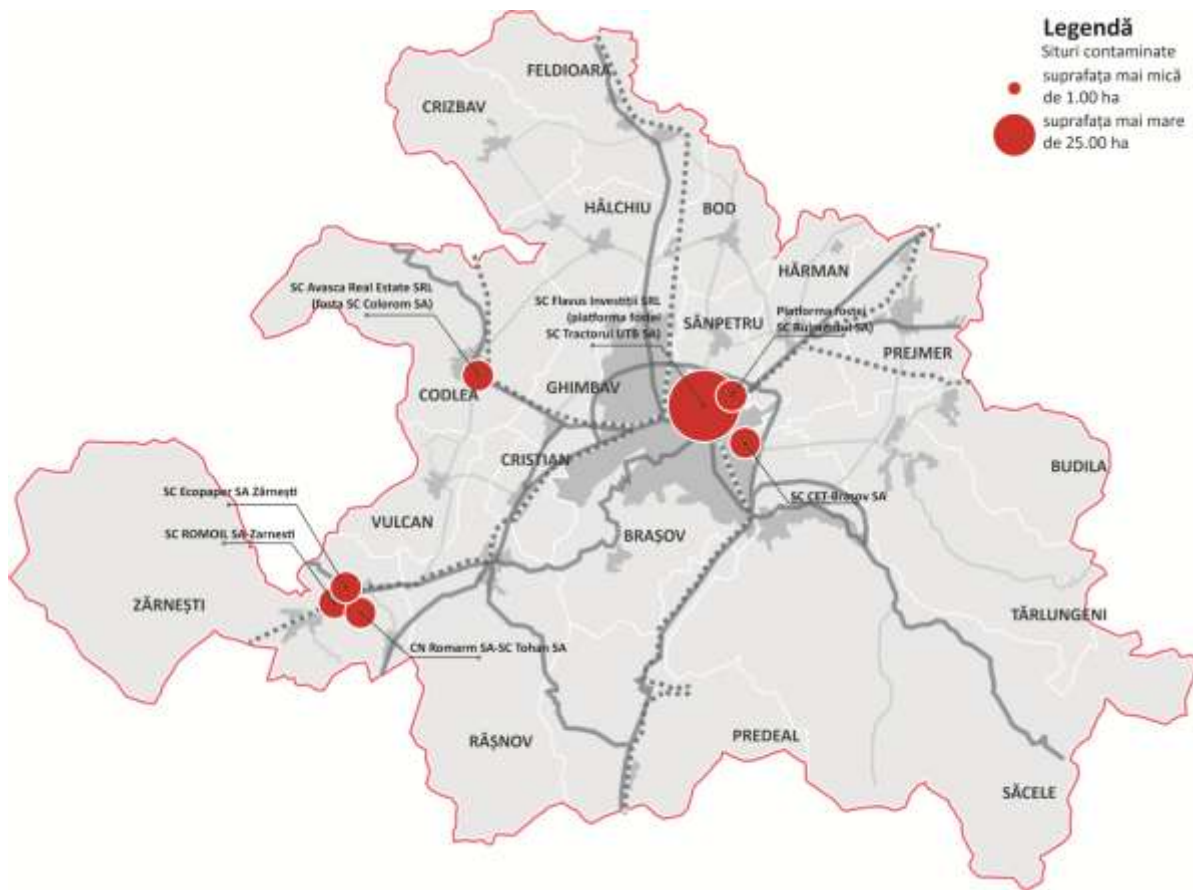 Legendă
Situri contaminate
suprafața mai mică
de 1.00 ha
suprafața mai mare
de 25.00 ha
FELDIOARA
CRIZBAV
HĂLCHIU
BOD
HĂRMAN
SC Avasca Real Estate SRL
(fosta SC Colorom SA)
SC Flavus Investiții SRL
(platforma fostei
SC Tractorul UTB SA)
Platforma fostei
SC Rulmentul SA)
SÂNPETRU
PREJMER
GHIMBAV
CODLEA
CRISTIAN
BUDILA
SC Ecopaper SA Zărnești
SC CET-Brașov SA
VULCAN
SC ROMOIL SA-Zarnesti
BRAȘOV
ZĂRNEȘTI
TĂRLUNGENI
CN Romarm SA-SC Tohan SA
RÂȘNOV
PREDEAL
SĂCELE